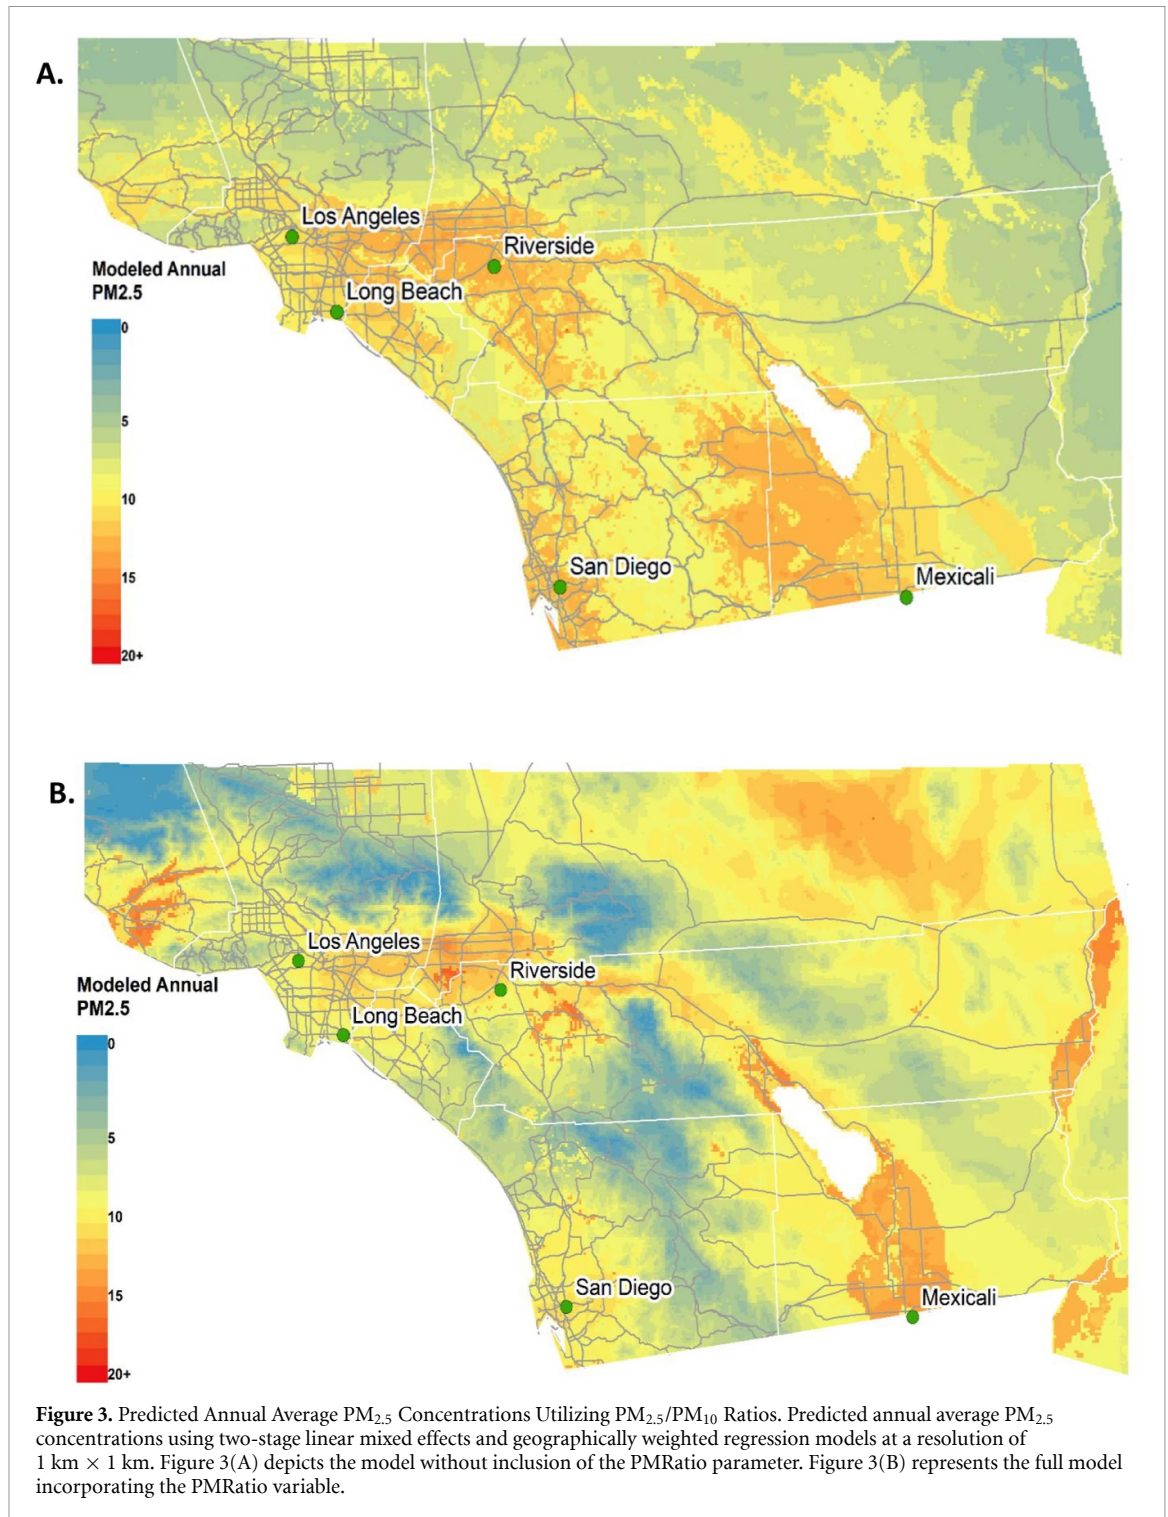 A.
Los Angeles
Riverside
Modeled Annual
PM2.5
Long Beach
0
5
10
15
20+
San Diego
Mexicali
B.
Los Angeles
Riverside
Modeled Annual
PM2.5
Long Beach
0
5
10
15
20+
San Diego
Mexicali
Figure 3. Predicted Annual Average PM2.5 Concentrations Utilizing PM2.5/PM10 Ratios. Predicted annual average PM2.5
concentrations using two-stage linear mixed effects and geographically weighted regression models at a resolution of
1 km × 1 km. Figure 3(A) depicts the model without inclusion of the PMRatio parameter. Figure 3(B) represents the full model
incorporating the PMRatio variable.